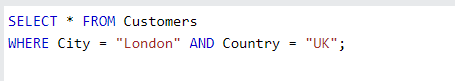 SELECT * FROM Customers
WHERE City = "London" AND Country = "UK";